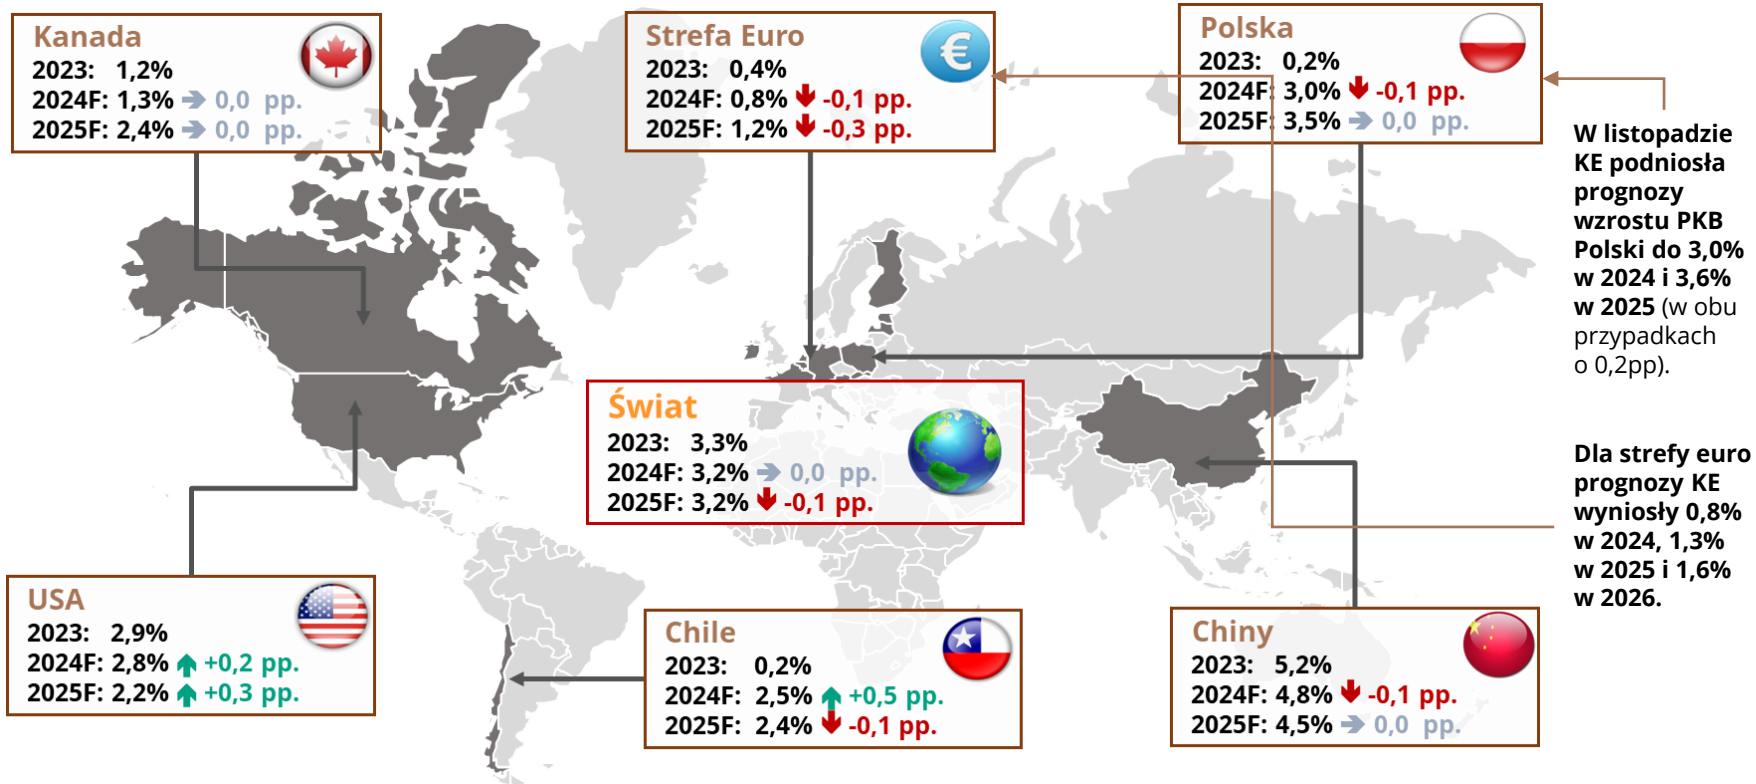 Kanada
2023: 1,2%
2024F: 1,3% 0,0 pp.
2025F: 2,4% 0,0 pp.
Strefa Euro
2023: 0,4%
2024F: 0,8% -0,1 pp.
2025F: 1,2% -0,3 pp.
Polska
2023: 0,2%
2024F: 3,0% -0,1 pp.
2025F: 3,5% 0,0 pp.
W listopadzie
KE podniosła
prognozy
wzrostu PKB
Polski do 3,0%
w 2024 i 3,6%
w 2025 (w obu
przypadkach
o 0,2pp).
Świat
2023: 3,3%
2024F: 3,2% 0,0 pp.
2025F: 3,2% -0,1 pp.
Dla strefy euro
prognozy KE
wyniosły 0,8%
w 2024, 1,3%
w 2025 i 1,6%
w 2026.
USA
2023: 2,9%
2024F: 2,8% +0,2 pp.
2025F: 2,2% +0,3 pp.
Chile
2023: 0,2%
2024F: 2,5% +0,5 pp.
2025F: 2,4% -0,1 pp.
Chiny
2023: 5,2%
2024F: 4,8% -0,1 pp.
2025F: 4,5% 0,0 pp.